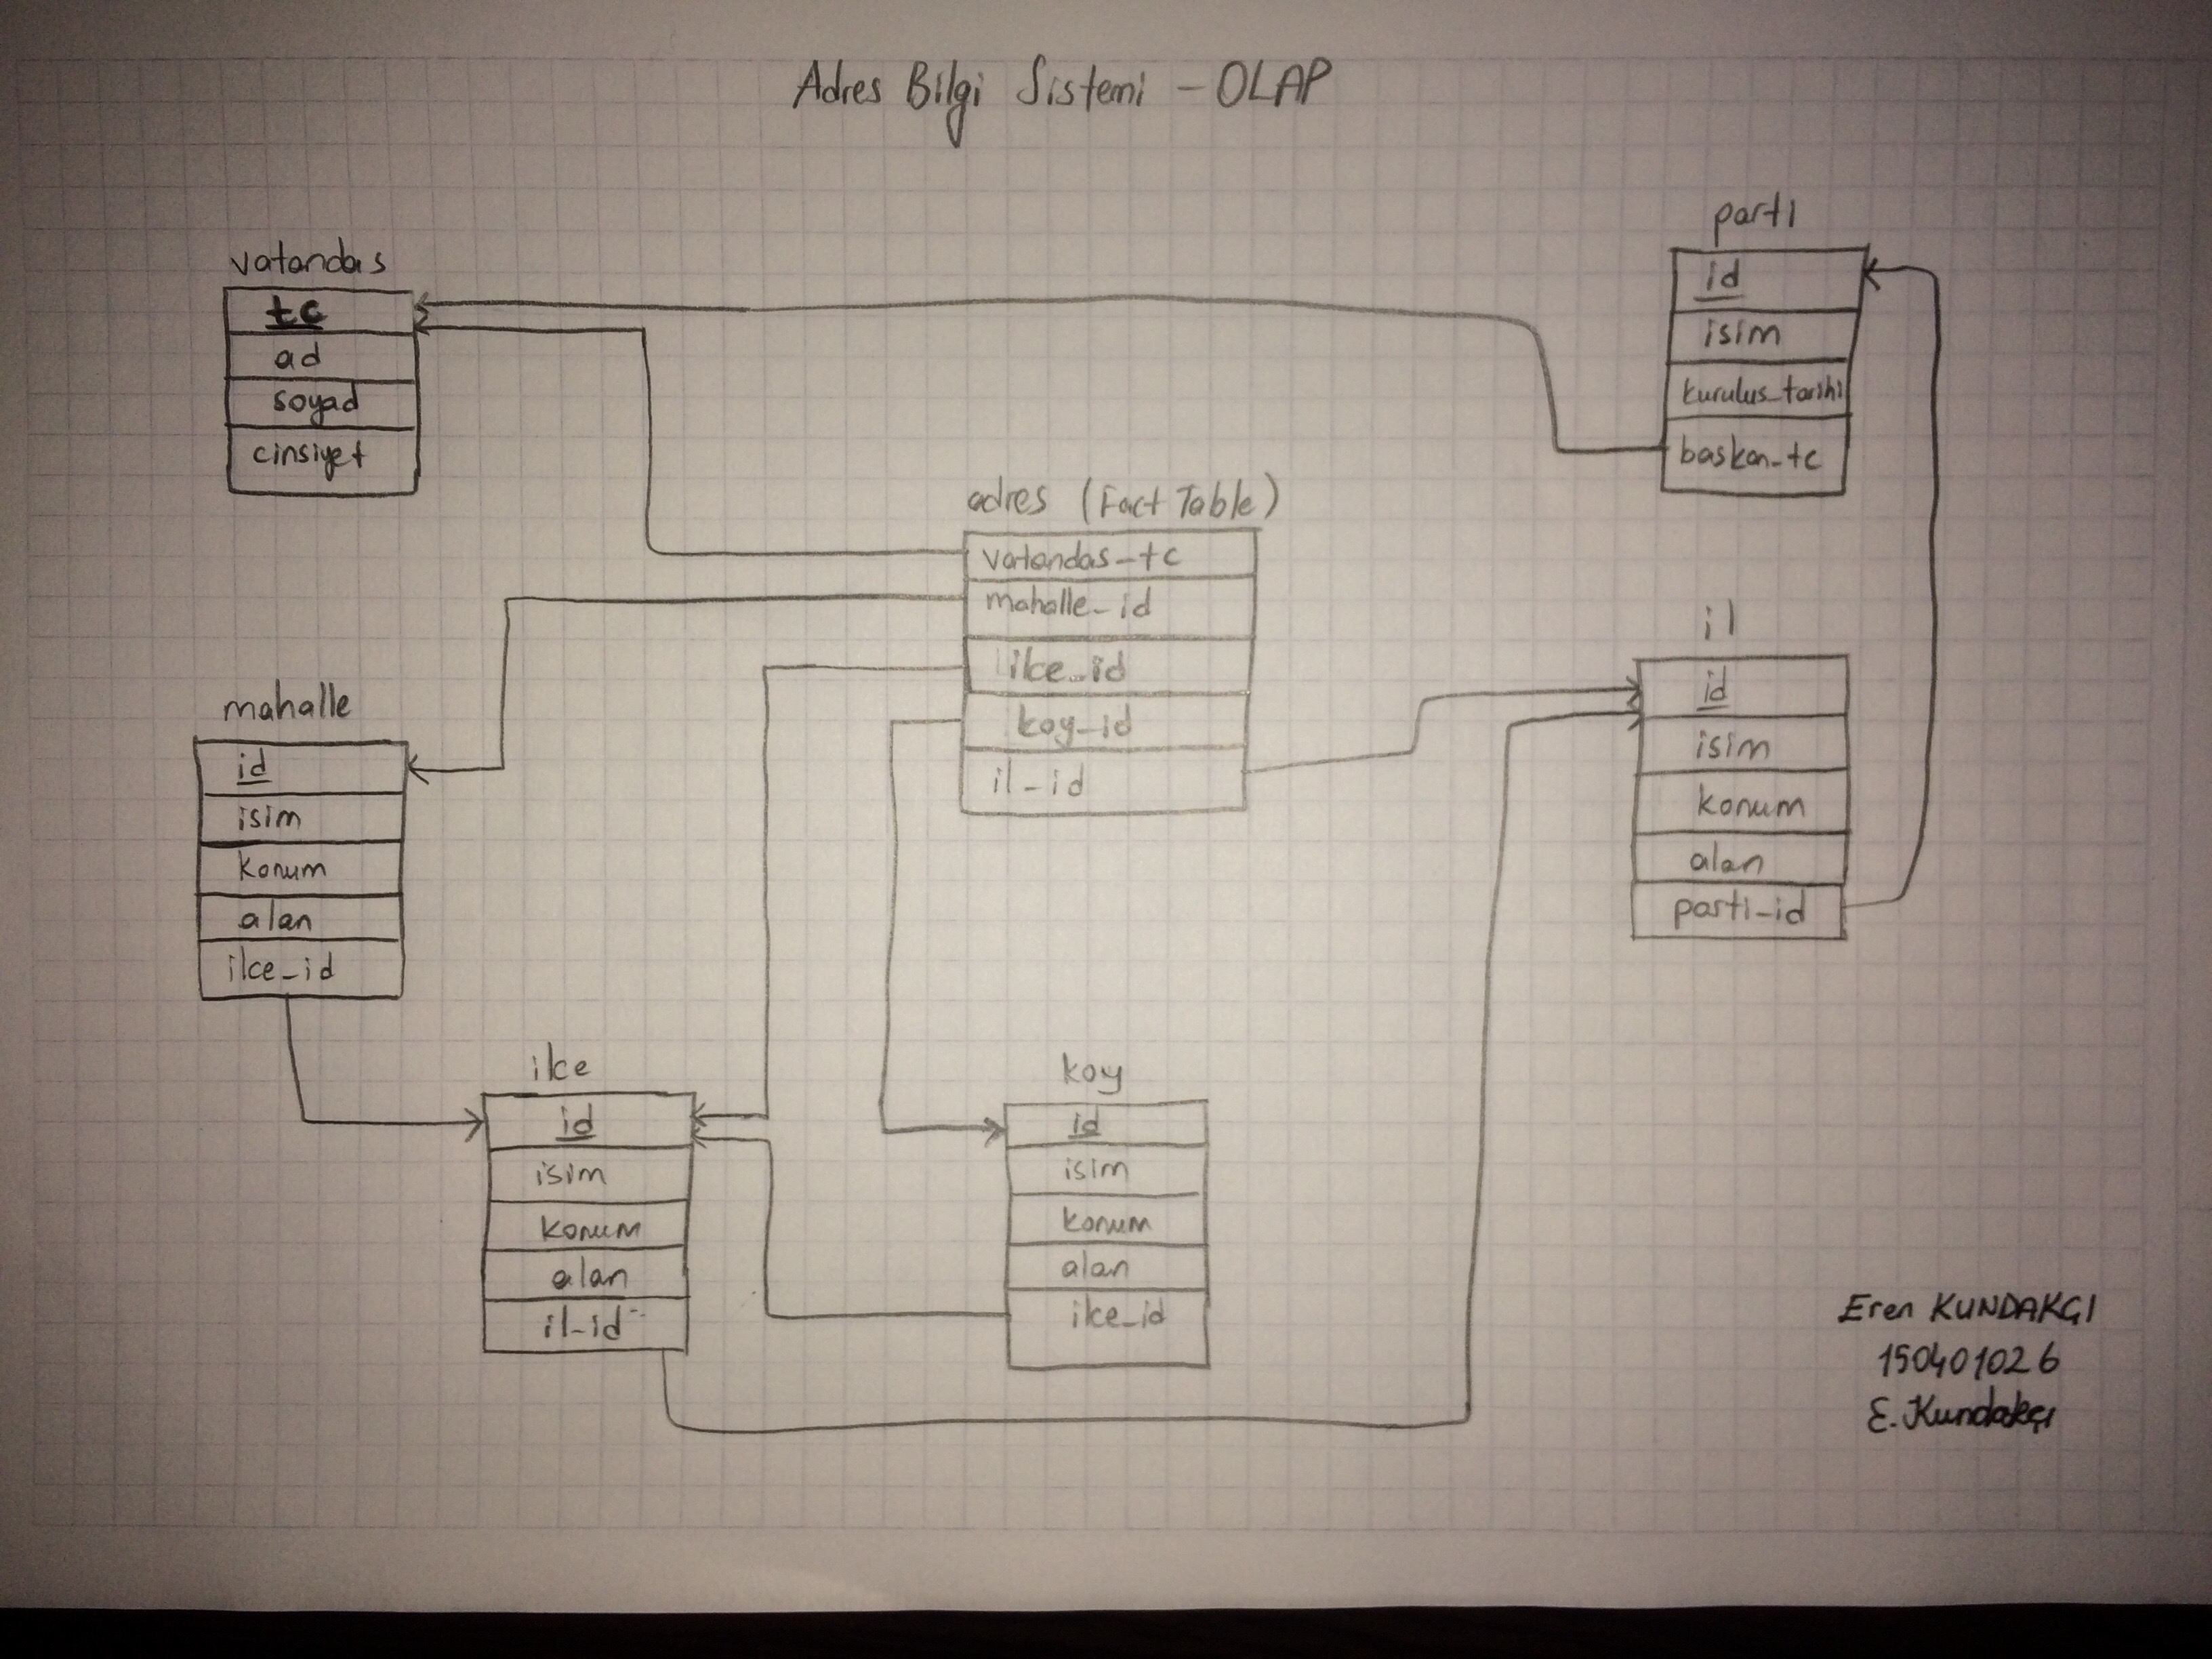 Adres Bilgi Sistemi - OLAP
vatandas
tc
ad
soyad
cinsiyet
parti
id
isim
kurulus_tarihi
baskan_tc
adres (Fact Table)
vatandas_tc
mahalle_id
ilce_id
koy_id
il_id
il
id
isim
konum
alan
parti_id
mahalle
id
isim
konum
alan
ilce_id
ilce
id
isim
konum
alan
il_id
koy
id
isim
konum
alan
ilce_id
Eren KUNDAKÇI
150401026
E. Kundakçı